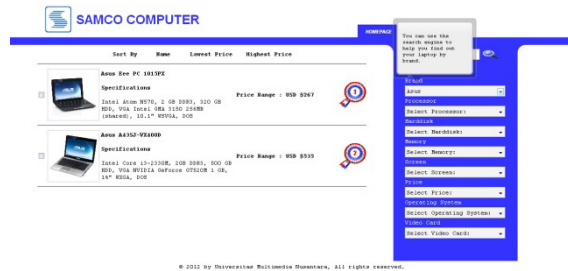 SAMCO COMPUTER
HOMEPAGE
You can use the
search engine to
help you find out
your laptop by
brand.
Sort By Name Lowest Price Highest Price
Asus Eee PC 1015PX
Specifications
Intel Atom N570, 2 GB DDR3, 320 GB
HDD, VGA Intel GMA 3150 256MB
(shared), 10.1" WSVGA, DOS
Price Range : USD $267
1
Asus A43SJ-VX460D
Specifications
Intel Core i3-2330M, 2GB DDR3, 500 GB
HDD, VGA NVIDIA GeForce GT520M 1 GB,
14" WXGA, DOS
Price Range : USD $539
2
Brand
Asus
Processor
Select Processor:
Harddisk
Select Harddisk:
Memory
Select Memory:
Screen
Select Screen:
Price
Select Price:
Operating System
Select Operating System:
Video Card
Select Video Card:
© 2012 by Universitas Multimedia Nusantara, All rights reserved.